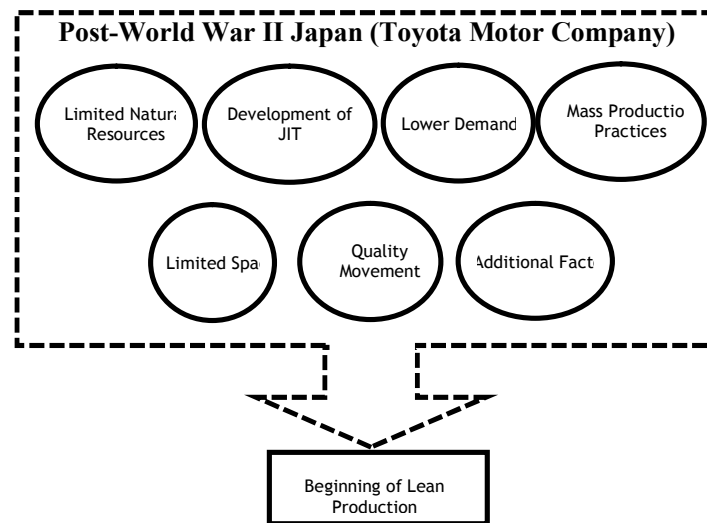 Post-World War II Japan (Toyota Motor Company)
Limited Natura
Resources
Development of
JIT
Lower Demand
Mass Productio
Practices
Limited Spa
Quality
Movement
Additional Fact
Beginning of Lean
Production